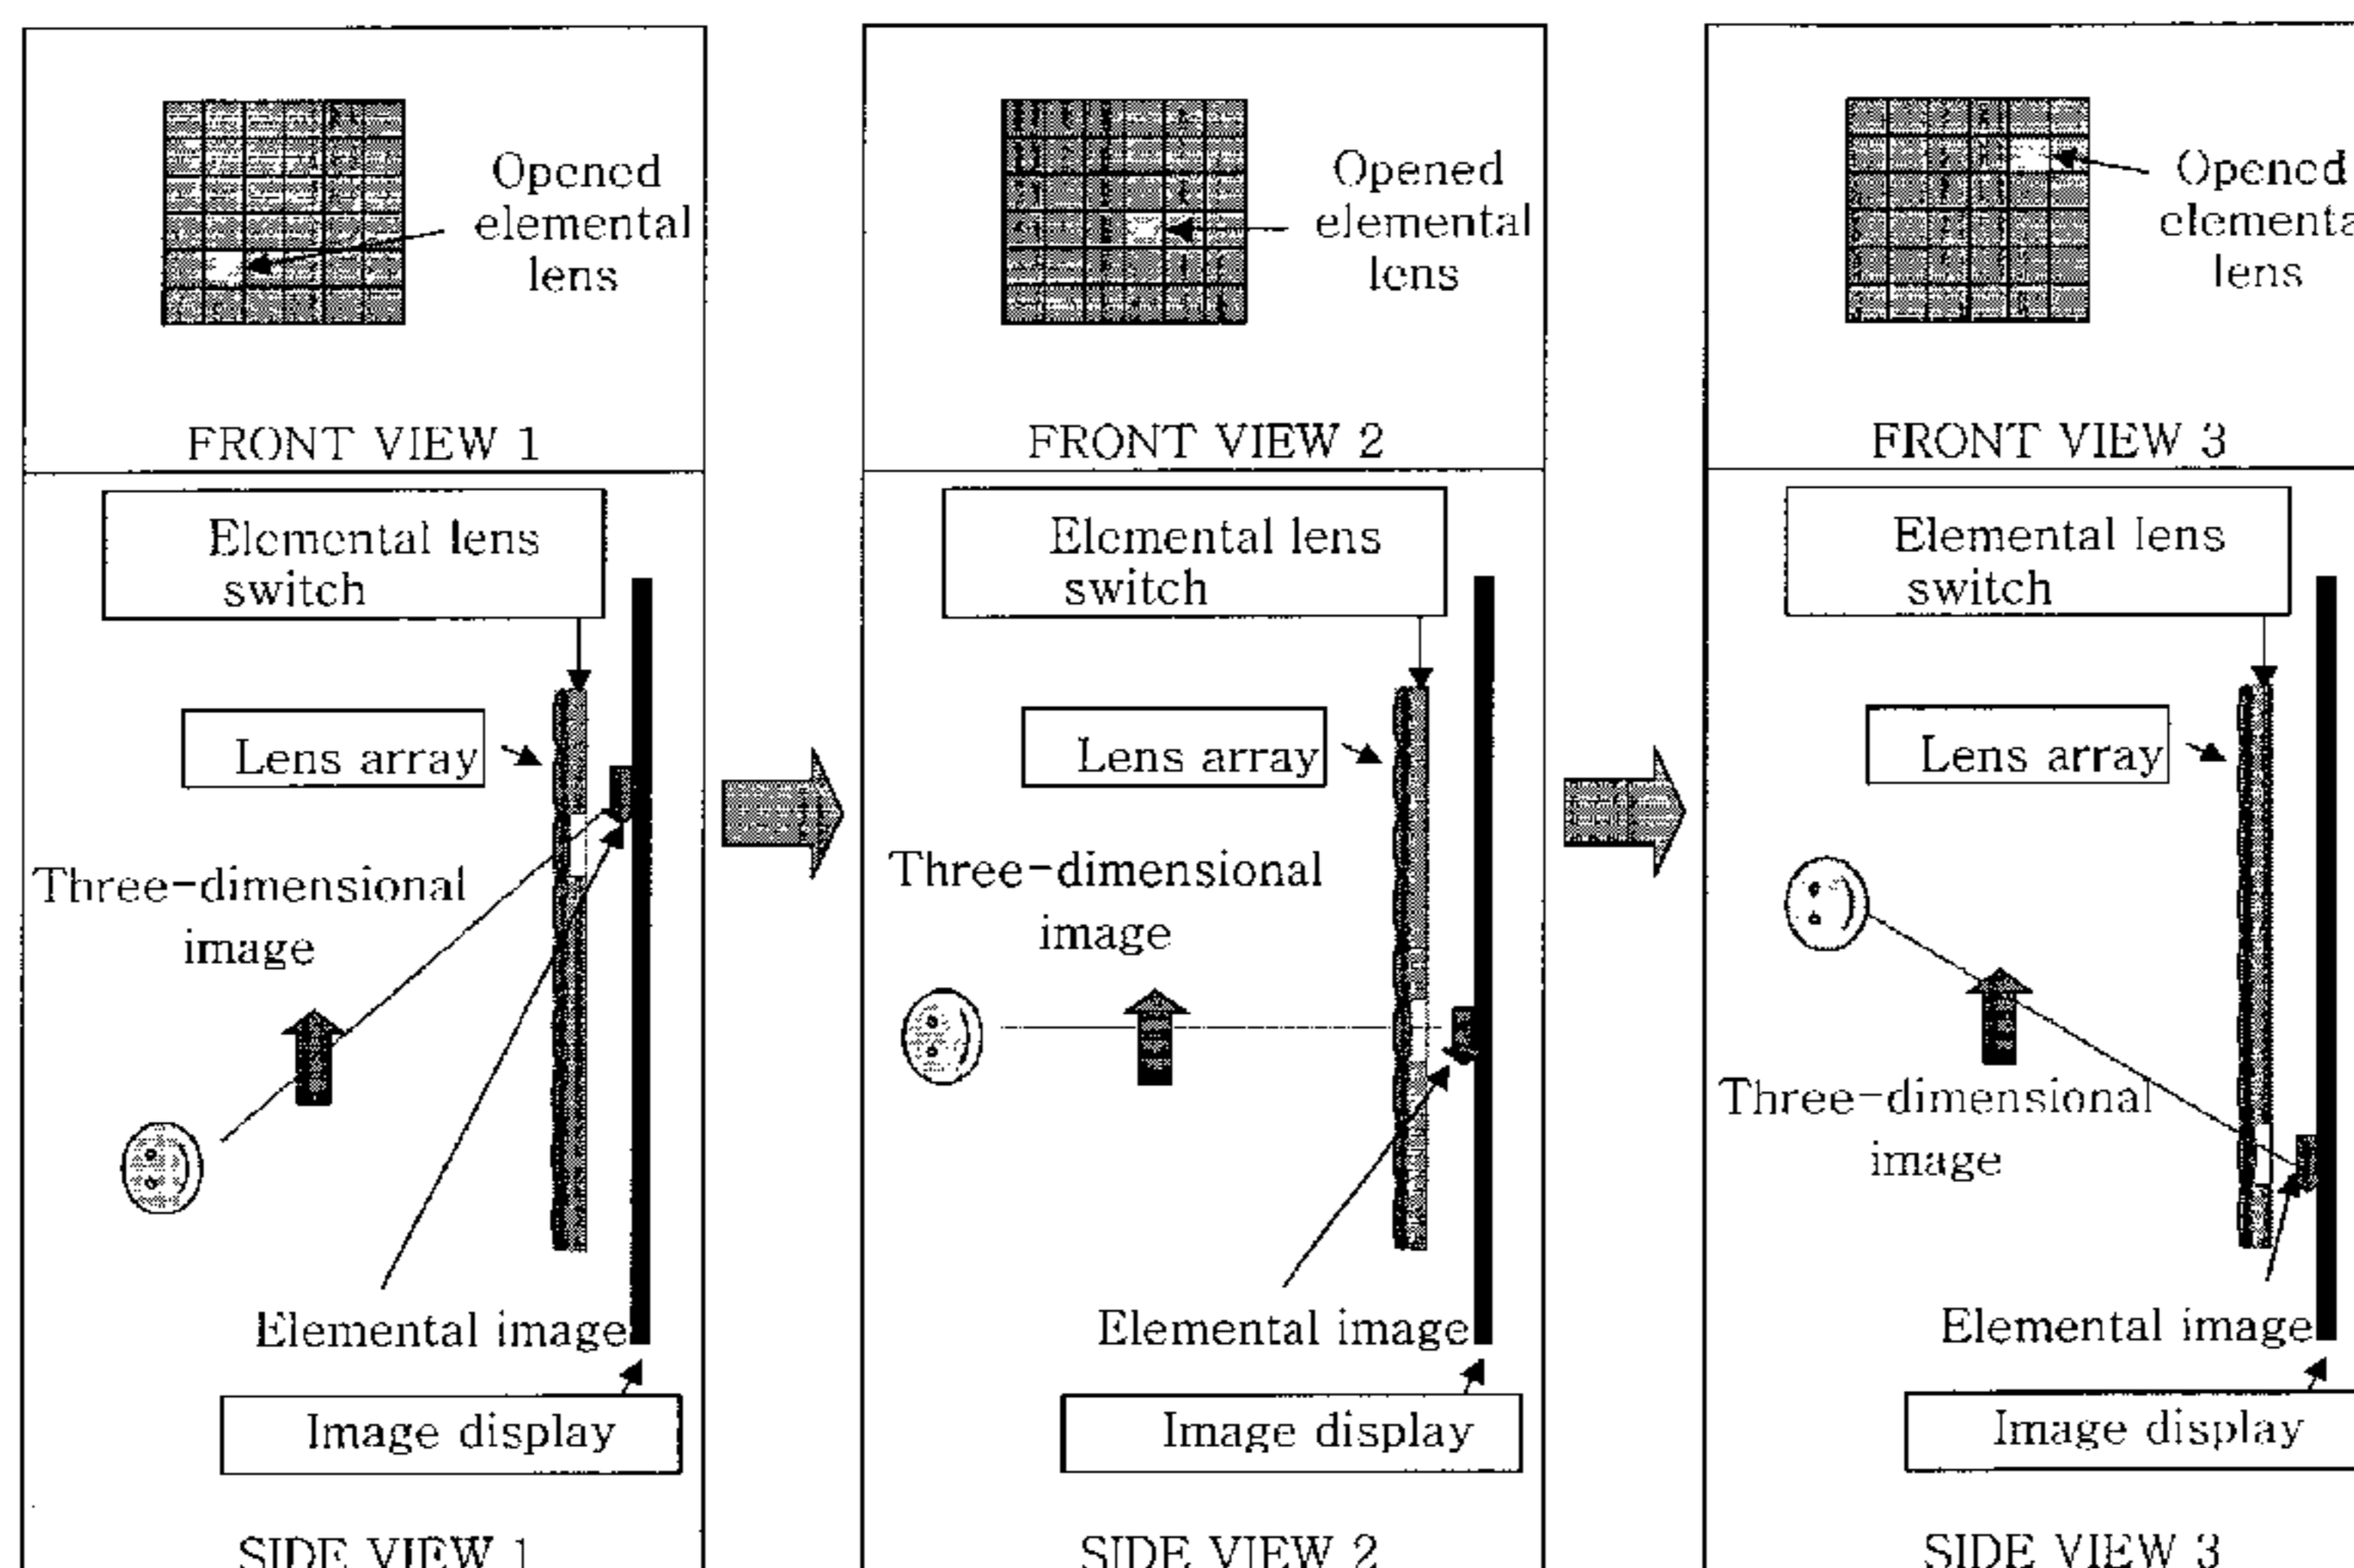 Opened
elemental
lens
FRONT VIEW 1
Elemental lens
switch
Lens array
Three-dimensional
image
Elemental image
Image display
SIDE VIEW 1
Opened
elemental
lens
FRONT VIEW 2
Elemental lens
switch
Lens array
Three-dimensional
image
Elemental image
Image display
SIDE VIEW 2
Opened
elementa
lens
FRONT VIEW 3
Elemental lens
switch
Lens array
Three-dimensional
image
Elemental image
Image display
SIDE VIEW 3